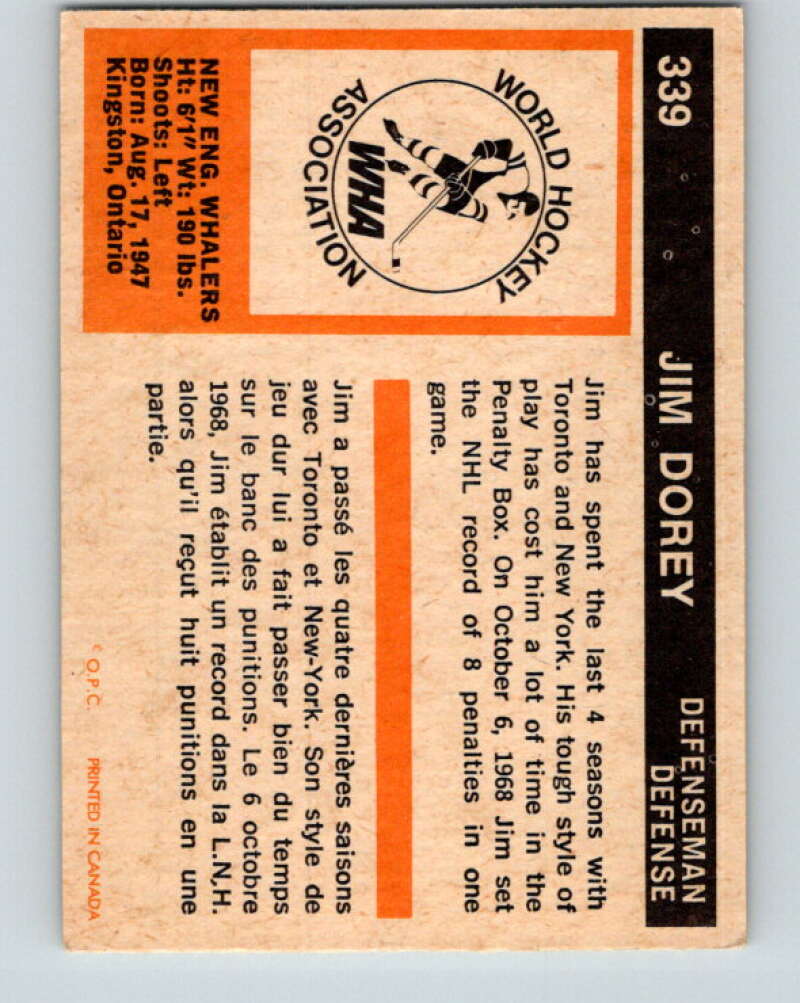 339 JIM DOREY DEFENSEMAN
DEFENSE
WORLD HOCKEY
ASSOCIATION
WHA
NEW ENG. WHALERS
Ht: 6'1" Wt: 190 lbs.
Shoots: Left
Born: Aug. 17, 1947
Kingston, Ontario
Jim has spent the last 4 seasons with
Toronto and New York. His tough style of
play has cost him a lot of time in the
Penalty Box. On October 6, 1968 Jim set
the NHL record of 8 penalties in one
game.
Jim a passé les quatre dernières saisons
avec Toronto et New-York. Son style de
jeu dur lui a fait passer bien du temps
sur le banc des punitions. Le 6 octobre
1968, Jim établit un record dans la L.N.H.
alors qu'il reçut huit punitions en une
partie.
© O.P.C. PRINTED IN CANADA